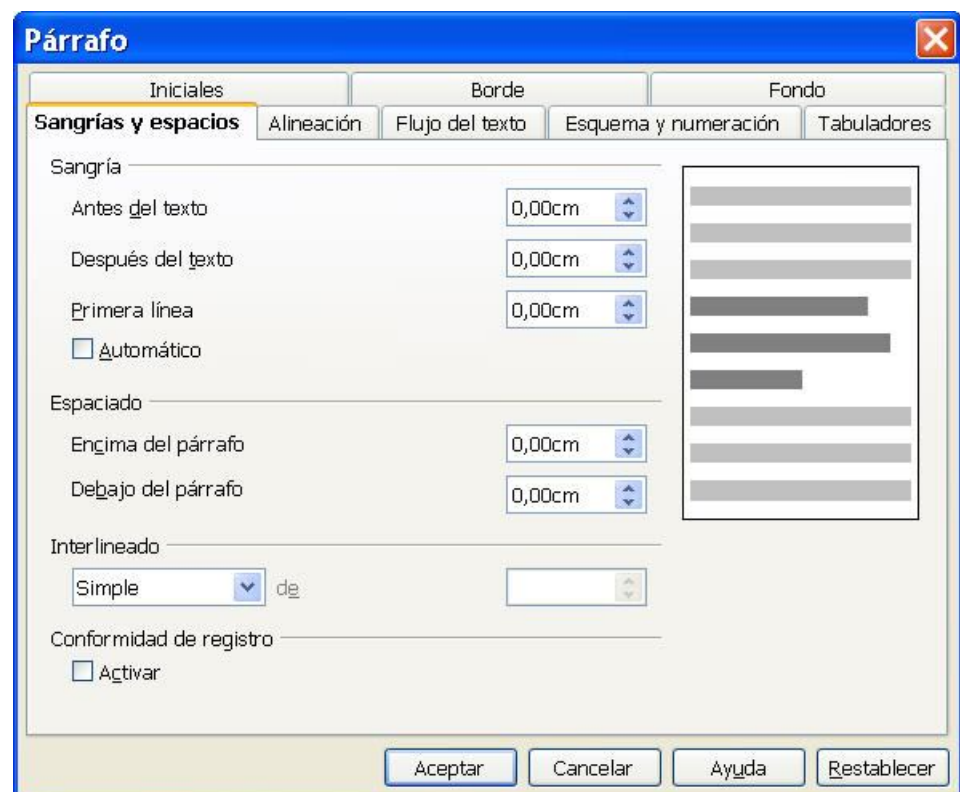 Párrafo
Iniciales Borde Fondo
Sangrías y espacios Alineación Flujo del texto Esquema y numeración Tabuladores
Sangría
Antes del texto 0,00cm
Después del texto 0,00cm
Primera línea 0,00cm
Automático
Espaciado
Encima del párrafo 0,00cm
Debajo del párrafo 0,00cm
Interlineado
Simple de
Conformidad de registro
Activar
Aceptar Cancelar Ayuda Restablecer